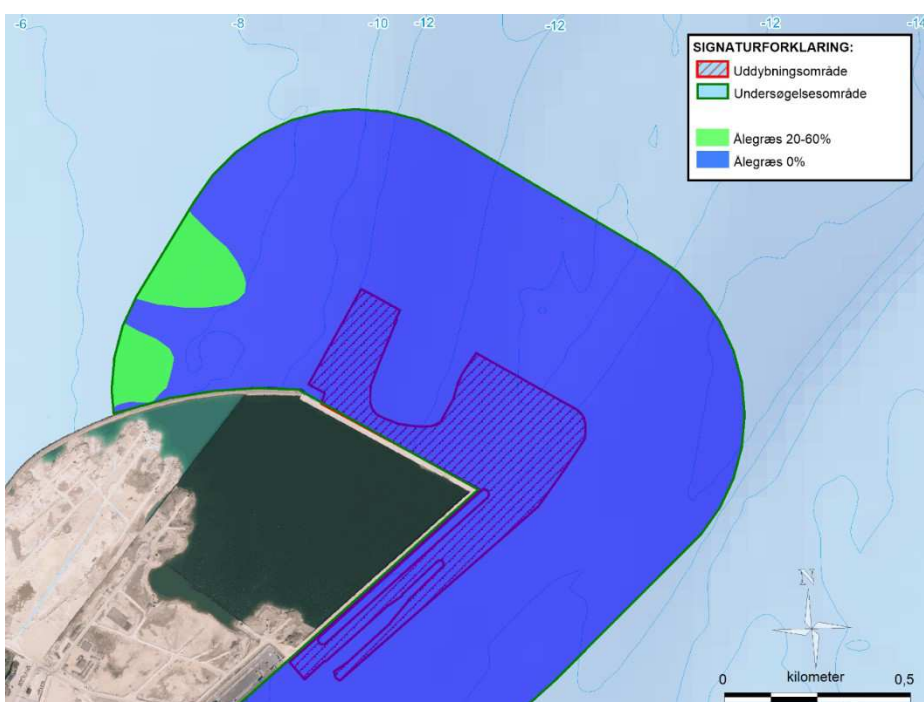 -6 -8 -10 -12 -12 -12 -14
SIGNATURFORKLARING:
Uddybningsområde
Undersøgelsesområde
Ålegræs 20-60%
Ålegræs 0%
N
kilometer
0 0,5